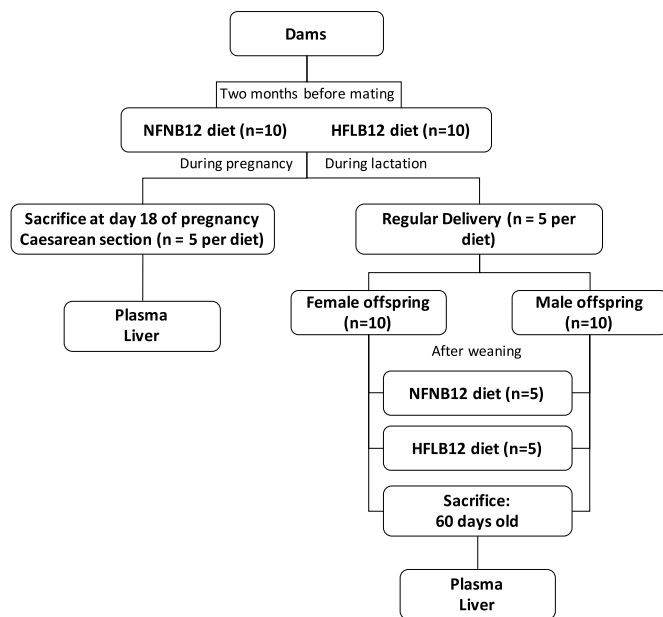 Dams
Two months before mating
NFNB12 diet (n=10) HFLB12 diet (n=10)
During pregnancy During lactation
Sacrifice at day 18 of pregnancy
Caesarean section (n = 5 per diet)
Regular Delivery (n = 5 per
diet)
Plasma
Liver
Female offspring
(n=10)
Male offspring
(n=10)
After weaning
NFNB12 diet (n=5)
HFLB12 diet (n=5)
Sacrifice:
60 days old
Plasma
Liver